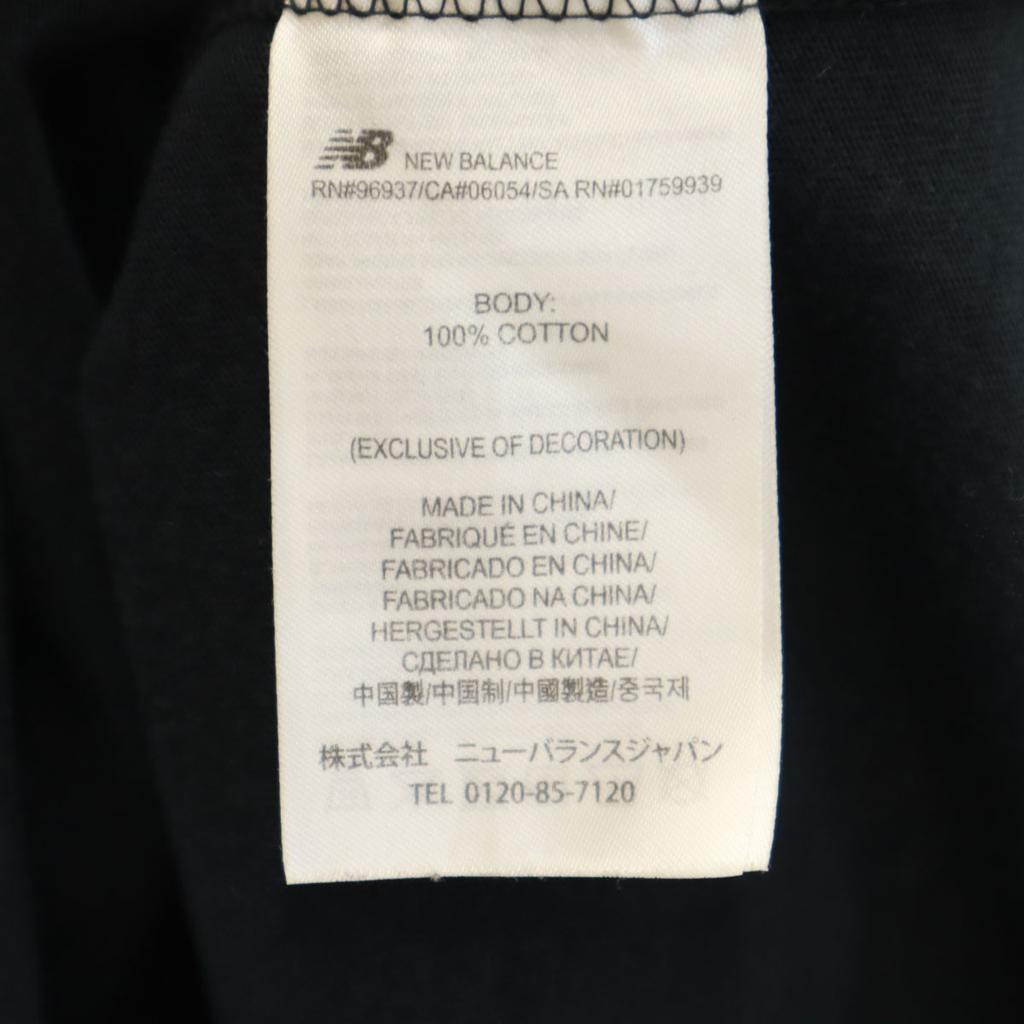 NB NEW BALANCE
RN#96937/CA#06054/SA RN#01759939
BODY:
100% COTTON
(EXCLUSIVE OF DECORATION)
MADE IN CHINA/
FABRIQUÉ EN CHINE/
FABRICADO EN CHINA/
FABRICADO NA CHINA/
HERGESTELLT IN CHINA/
СДЕЛАНО В КИТАЕ/
中国製/中国制/中國製造/중국제
株式会社 ニューバランスジャパン
TEL 0120-85-7120